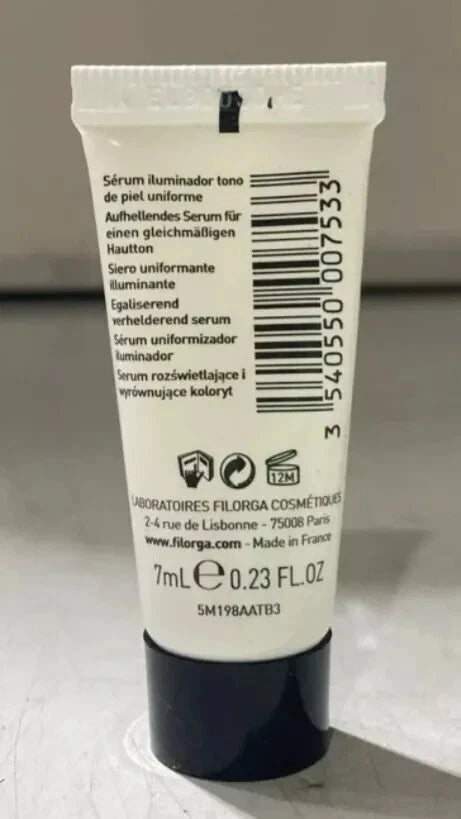 Sérum iluminador tono
de piel uniforme
Aufhellendes Serum für
einen gleichmäßigen
Hautton
Siero uniformante
illuminante
Egaliserend
verhelderend serum
Sérum uniformizador
iluminador
Serum rozświetlające i
wyrównujące koloryt
3 540550 007533
12M
LABORATOIRES FILORGA COSMÉTIQUES
2-4 rue de Lisbonne - 75008 Paris
www.filorga.com - Made in France
7mL e 0.23 FL.OZ
5M198AATB3